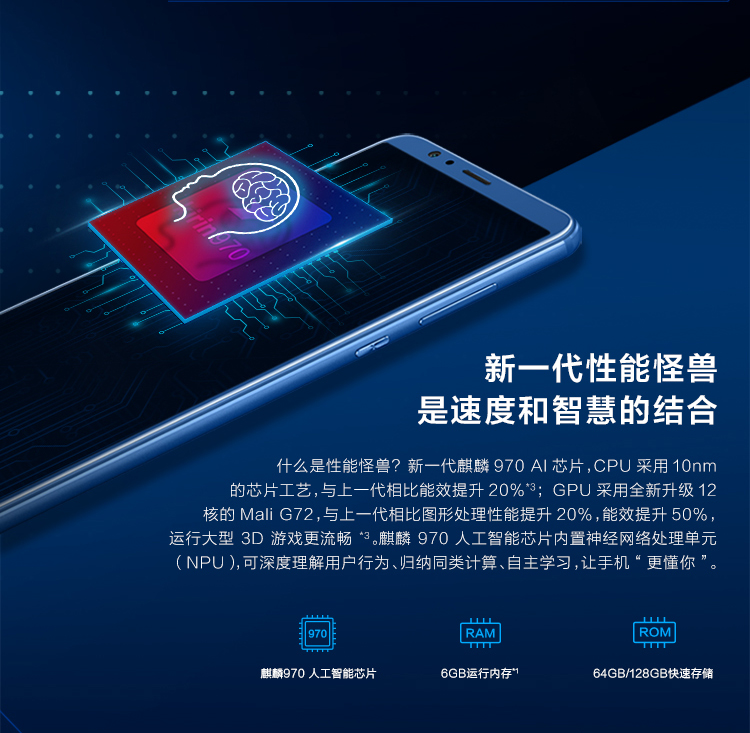 rin970
新一代性能怪兽
是速度和智慧的结合
什么是性能怪兽？新一代麒麟 970 AI 芯片，CPU 采用 10nm
的芯片工艺，与上一代相比能效提升 20%*3；GPU 采用全新升级 12
核的 Mali G72，与上一代相比图形处理性能提升 20%，能效提升 50%，
运行大型 3D 游戏更流畅 *3。麒麟 970 人工智能芯片内置神经网络处理单元
（NPU），可深度理解用户行为、归纳同类计算、自主学习，让手机“ 更懂你 ”。
970
RAM
ROM
麒麟970 人工智能芯片
6GB运行内存*1
64GB/128GB快速存储